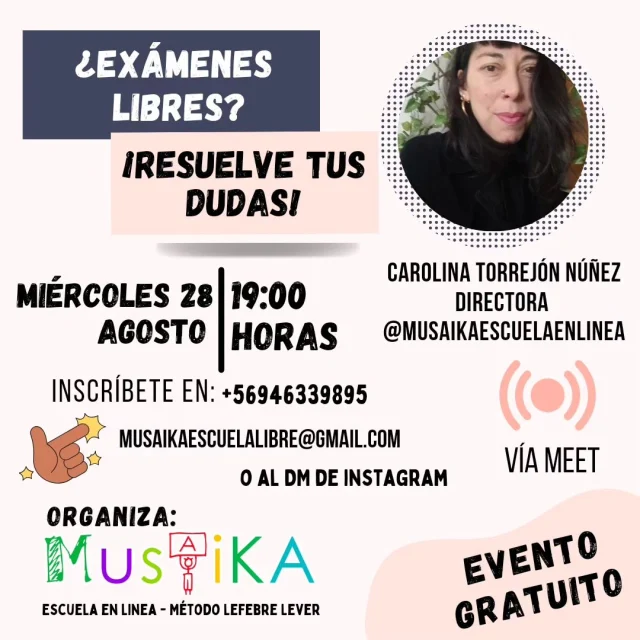 ¿EXÁMENES
LIBRES?
¡RESUELVE TUS
DUDAS!
CAROLINA TORREJÓN NÚÑEZ
DIRECTORA
@MUSAIKAESCUELAENLINEA
MIÉRCOLES 28
AGOSTO
19:00
HORAS
INSCRÍBETE EN: +56946339895
MUSAIKAESCUELALIBRE@GMAIL.COM
O AL DM DE INSTAGRAM
VÍA MEET
ORGANIZA:
MUSAiKA
ESCUELA EN LINEA - MÉTODO LEFEBRE LEVER
EVENTO
GRATUITO